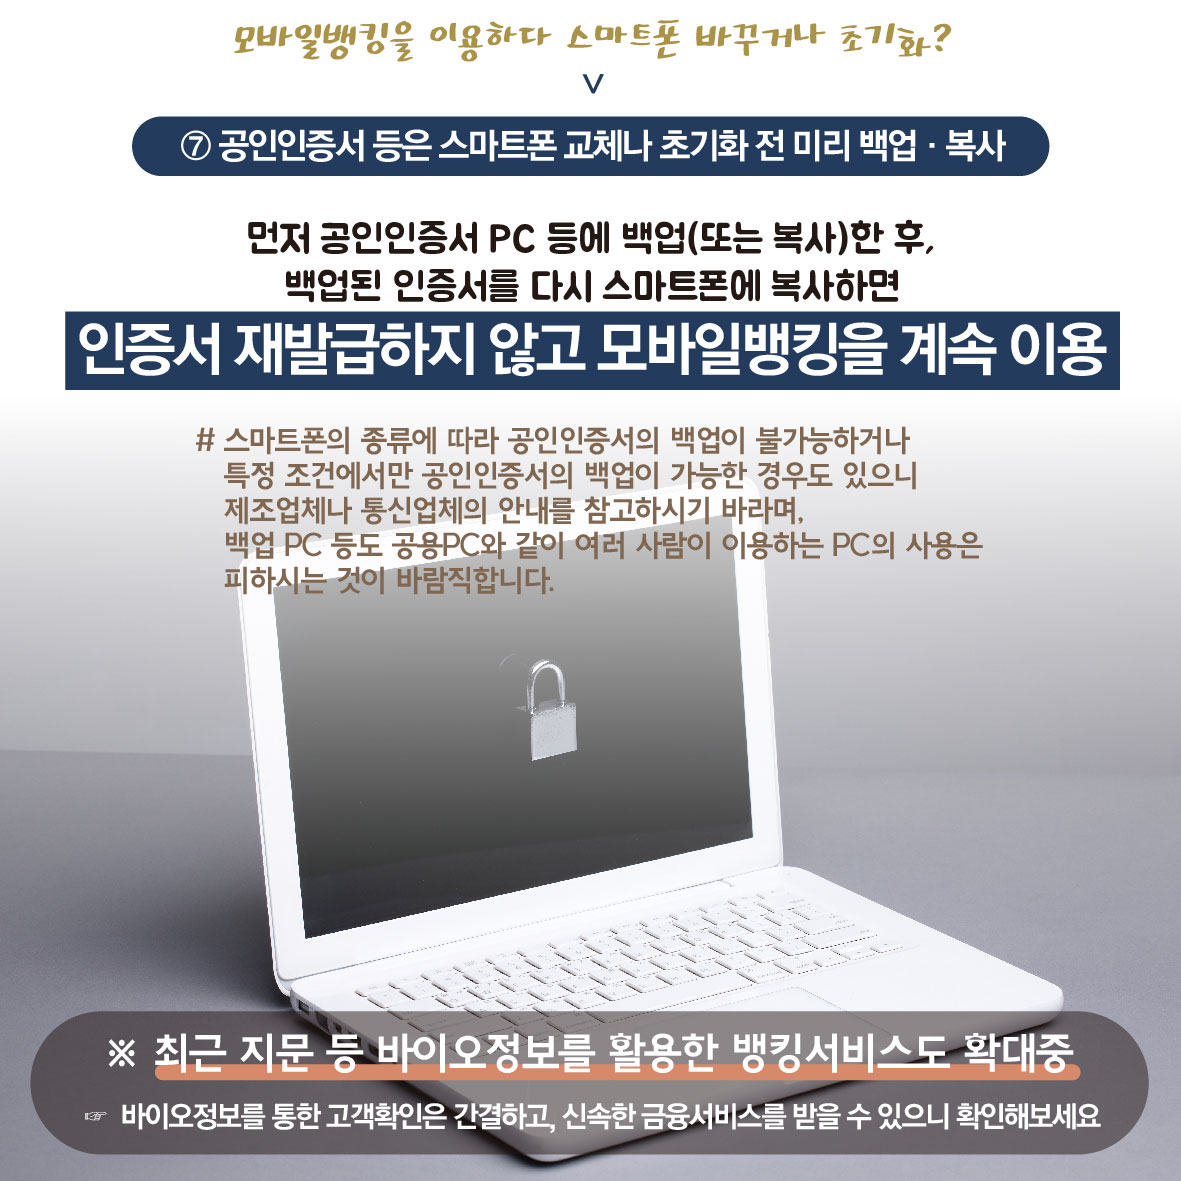 모바일뱅킹을 이용하다 스마트폰 바꾸거나 초기화?
⑦ 공인인증서 등은 스마트폰 교체나 초기화 전 미리 백업 · 복사
먼저 공인인증서 PC 등에 백업(또는 복사)한 후,
백업된 인증서를 다시 스마트폰에 복사하면
인증서 재발급하지 않고 모바일뱅킹을 계속 이용
# 스마트폰의 종류에 따라 공인인증서의 백업이 불가능하거나
특정 조건에서만 공인인증서의 백업이 가능한 경우도 있으니
제조업체나 통신업체의 안내를 참고하시기 바라며,
백업 PC 등도 공용PC와 같이 여러 사람이 이용하는 PC의 사용은
피하시는 것이 바람직합니다.
※ 최근 지문 등 바이오정보를 활용한 뱅킹서비스도 확대중
☞ 바이오정보를 통한 고객확인은 간결하고, 신속한 금융서비스를 받을 수 있으니 확인해보세요